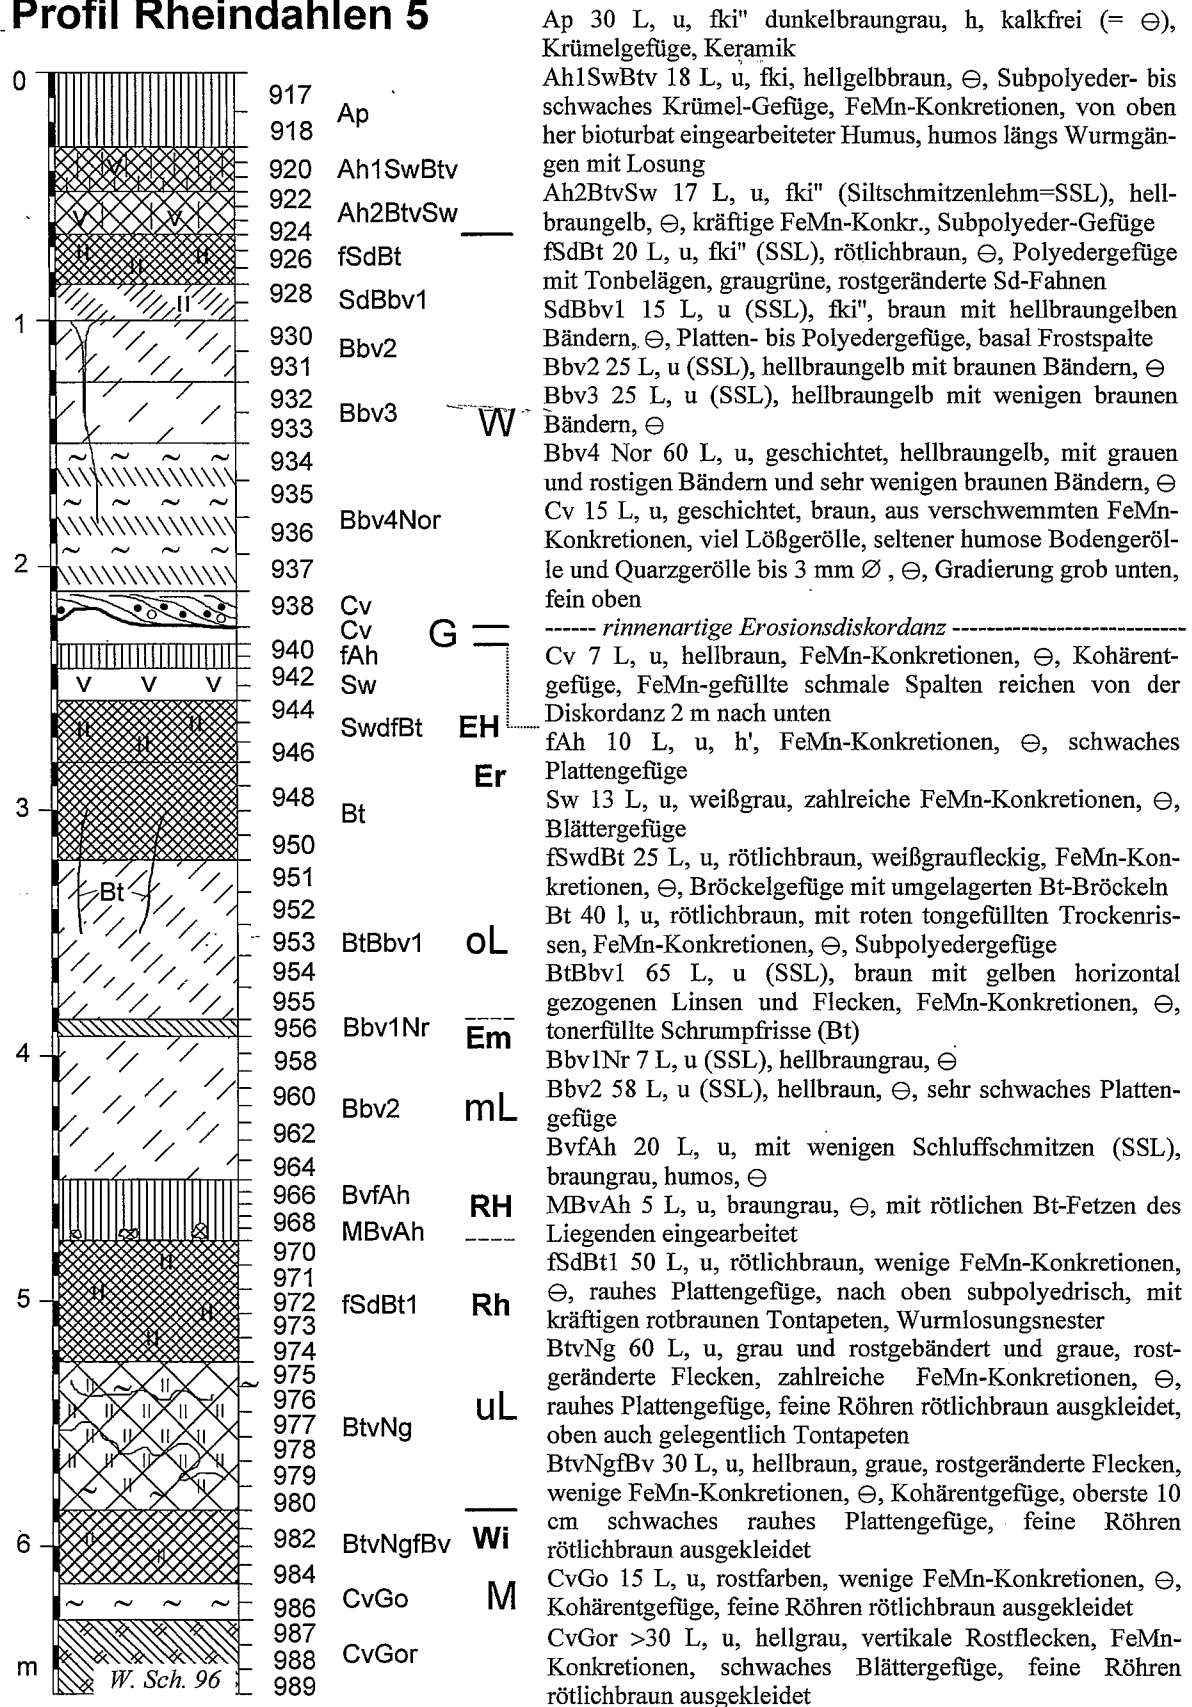 Profil Rheindahlen 5
0
1
2
3
4
5
6
m
917
918
920
922
924
926
928
930
931
932
933
934
935
936
937
938
940
942
944
946
948
950
951
952
953
954
955
956
958
960
962
964
966
968
970
971
972
973
974
975
976
977
978
979
980
982
984
986
987
988
989
Ap
Ah1SwBtv
Ah2BtvSw
fSdBt
SdBbv1
Bbv2
Bbv3
Bbv4Nor
Cv
Cv
fAh
Sw
SwdfBt
Bt
BtBbv1
Bbv1Nr
Bbv2
BvfAh
MBvAh
fSdBt1
BtvNg
BtvNgfBv
CvGo
CvGor
W
G
EH
Er
oL
Em
mL
RH
Rh
uL
Wi
M
Bt
W. Sch. 96
Ap 30 L, u, fki" dunkelbraungrau, h, kalkfrei (= ⊖),
Krümelgefüge, Keramik
Ah1SwBtv 18 L, u, fki, hellgelbbraun, ⊖, Subpolyeder- bis
schwaches Krümel-Gefüge, FeMn-Konkretionen, von oben
her bioturbat eingearbeiteter Humus, humos längs Wurmgän-
gen mit Losung
Ah2BtvSw 17 L, u, fki" (Siltschmitzenlehm=SSL), hell-
braungelb, ⊖, kräftige FeMn-Konkr., Subpolyeder-Gefüge
fSdBt 20 L, u, fki" (SSL), rötlichbraun, ⊖, Polyedergefüge
mit Tonbelägen, graugrüne, rostgeränderte Sd-Fahnen
SdBbv1 15 L, u (SSL), fki", braun mit hellbraungelben
Bändern, ⊖, Platten- bis Polyedergefüge, basal Frostspalte
Bbv2 25 L, u (SSL), hellbraungelb mit braunen Bändern, ⊖
Bbv3 25 L, u (SSL), hellbraungelb mit wenigen braunen
Bändern, ⊖
Bbv4 Nor 60 L, u, geschichtet, hellbraungelb, mit grauen
und rostigen Bändern und sehr wenigen braunen Bändern, ⊖
Cv 15 L, u, geschichtet, braun, aus verschwemmten FeMn-
Konkretionen, viel Lößgerölle, seltener humose Bodengeröl-
le und Quarzgerölle bis 3 mm Ø , ⊖, Gradierung grob unten,
fein oben
------ rinnenartige Erosionsdiskordanz ---------------------------
Cv 7 L, u, hellbraun, FeMn-Konkretionen, ⊖, Kohärent-
gefüge, FeMn-gefüllte schmale Spalten reichen von der
Diskordanz 2 m nach unten
fAh 10 L, u, h', FeMn-Konkretionen, ⊖, schwaches
Plattengefüge
Sw 13 L, u, weißgrau, zahlreiche FeMn-Konkretionen, ⊖,
Blättergefüge
fSwdBt 25 L, u, rötlichbraun, weißgraufleckig, FeMn-Kon-
kretionen, ⊖, Bröckelgefüge mit umgelagerten Bt-Bröckeln
Bt 40 l, u, rötlichbraun, mit roten tongefüllten Trockenris-
sen, FeMn-Konkretionen, ⊖, Subpolyedergefüge
BtBbv1 65 L, u (SSL), braun mit gelben horizontal
gezogenen Linsen und Flecken, FeMn-Konkretionen, ⊖,
tonerfüllte Schrumpfrisse (Bt)
Bbv1Nr 7 L, u (SSL), hellbraungrau, ⊖
Bbv2 58 L, u (SSL), hellbraun, ⊖, sehr schwaches Platten-
gefüge
BvfAh 20 L, u, mit wenigen Schluffschmitzen (SSL),
braungrau, humos, ⊖
MBvAh 5 L, u, braungrau, ⊖, mit rötlichen Bt-Fetzen des
Liegenden eingearbeitet
fSdBt1 50 L, u, rötlichbraun, wenige FeMn-Konkretionen,
⊖, rauhes Plattengefüge, nach oben subpolyedrisch, mit
kräftigen rotbraunen Tontapeten, Wurmlosungsnester
BtvNg 60 L, u, grau und rostgebändert und graue, rost-
geränderte Flecken, zahlreiche FeMn-Konkretionen, ⊖,
rauhes Plattengefüge, feine Röhren rötlichbraun ausgkleidet,
oben auch gelegentlich Tontapeten
BtvNgfBv 30 L, u, hellbraun, graue, rostgeränderte Flecken,
wenige FeMn-Konkretionen, ⊖, Kohärentgefüge, oberste 10
cm schwaches rauhes Plattengefüge, feine Röhren
rötlichbraun ausgekleidet
CvGo 15 L, u, rostfarben, wenige FeMn-Konkretionen, ⊖,
Kohärentgefüge, feine Röhren rötlichbraun ausgekleidet
CvGor >30 L, u, hellgrau, vertikale Rostflecken, FeMn-
Konkretionen, schwaches Blättergefüge, feine Röhren
rötlichbraun ausgekleidet